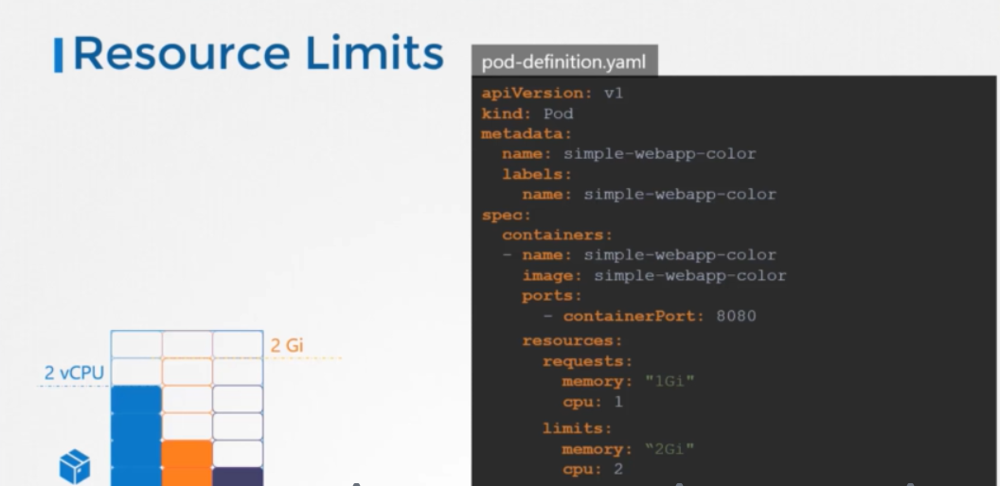 Resource Limits
pod-definition.yaml
apiVersion: v1
kind: Pod
metadata:
  name: simple-webapp-color
  labels:
    name: simple-webapp-color
spec:
  containers:
  - name: simple-webapp-color
    image: simple-webapp-color
    ports:
      - containerPort: 8080
    resources:
      requests:
        memory: "1Gi"
        cpu: 1
      limits:
        memory: “2Gi"
        cpu: 2
2 Gi
2 vCPU